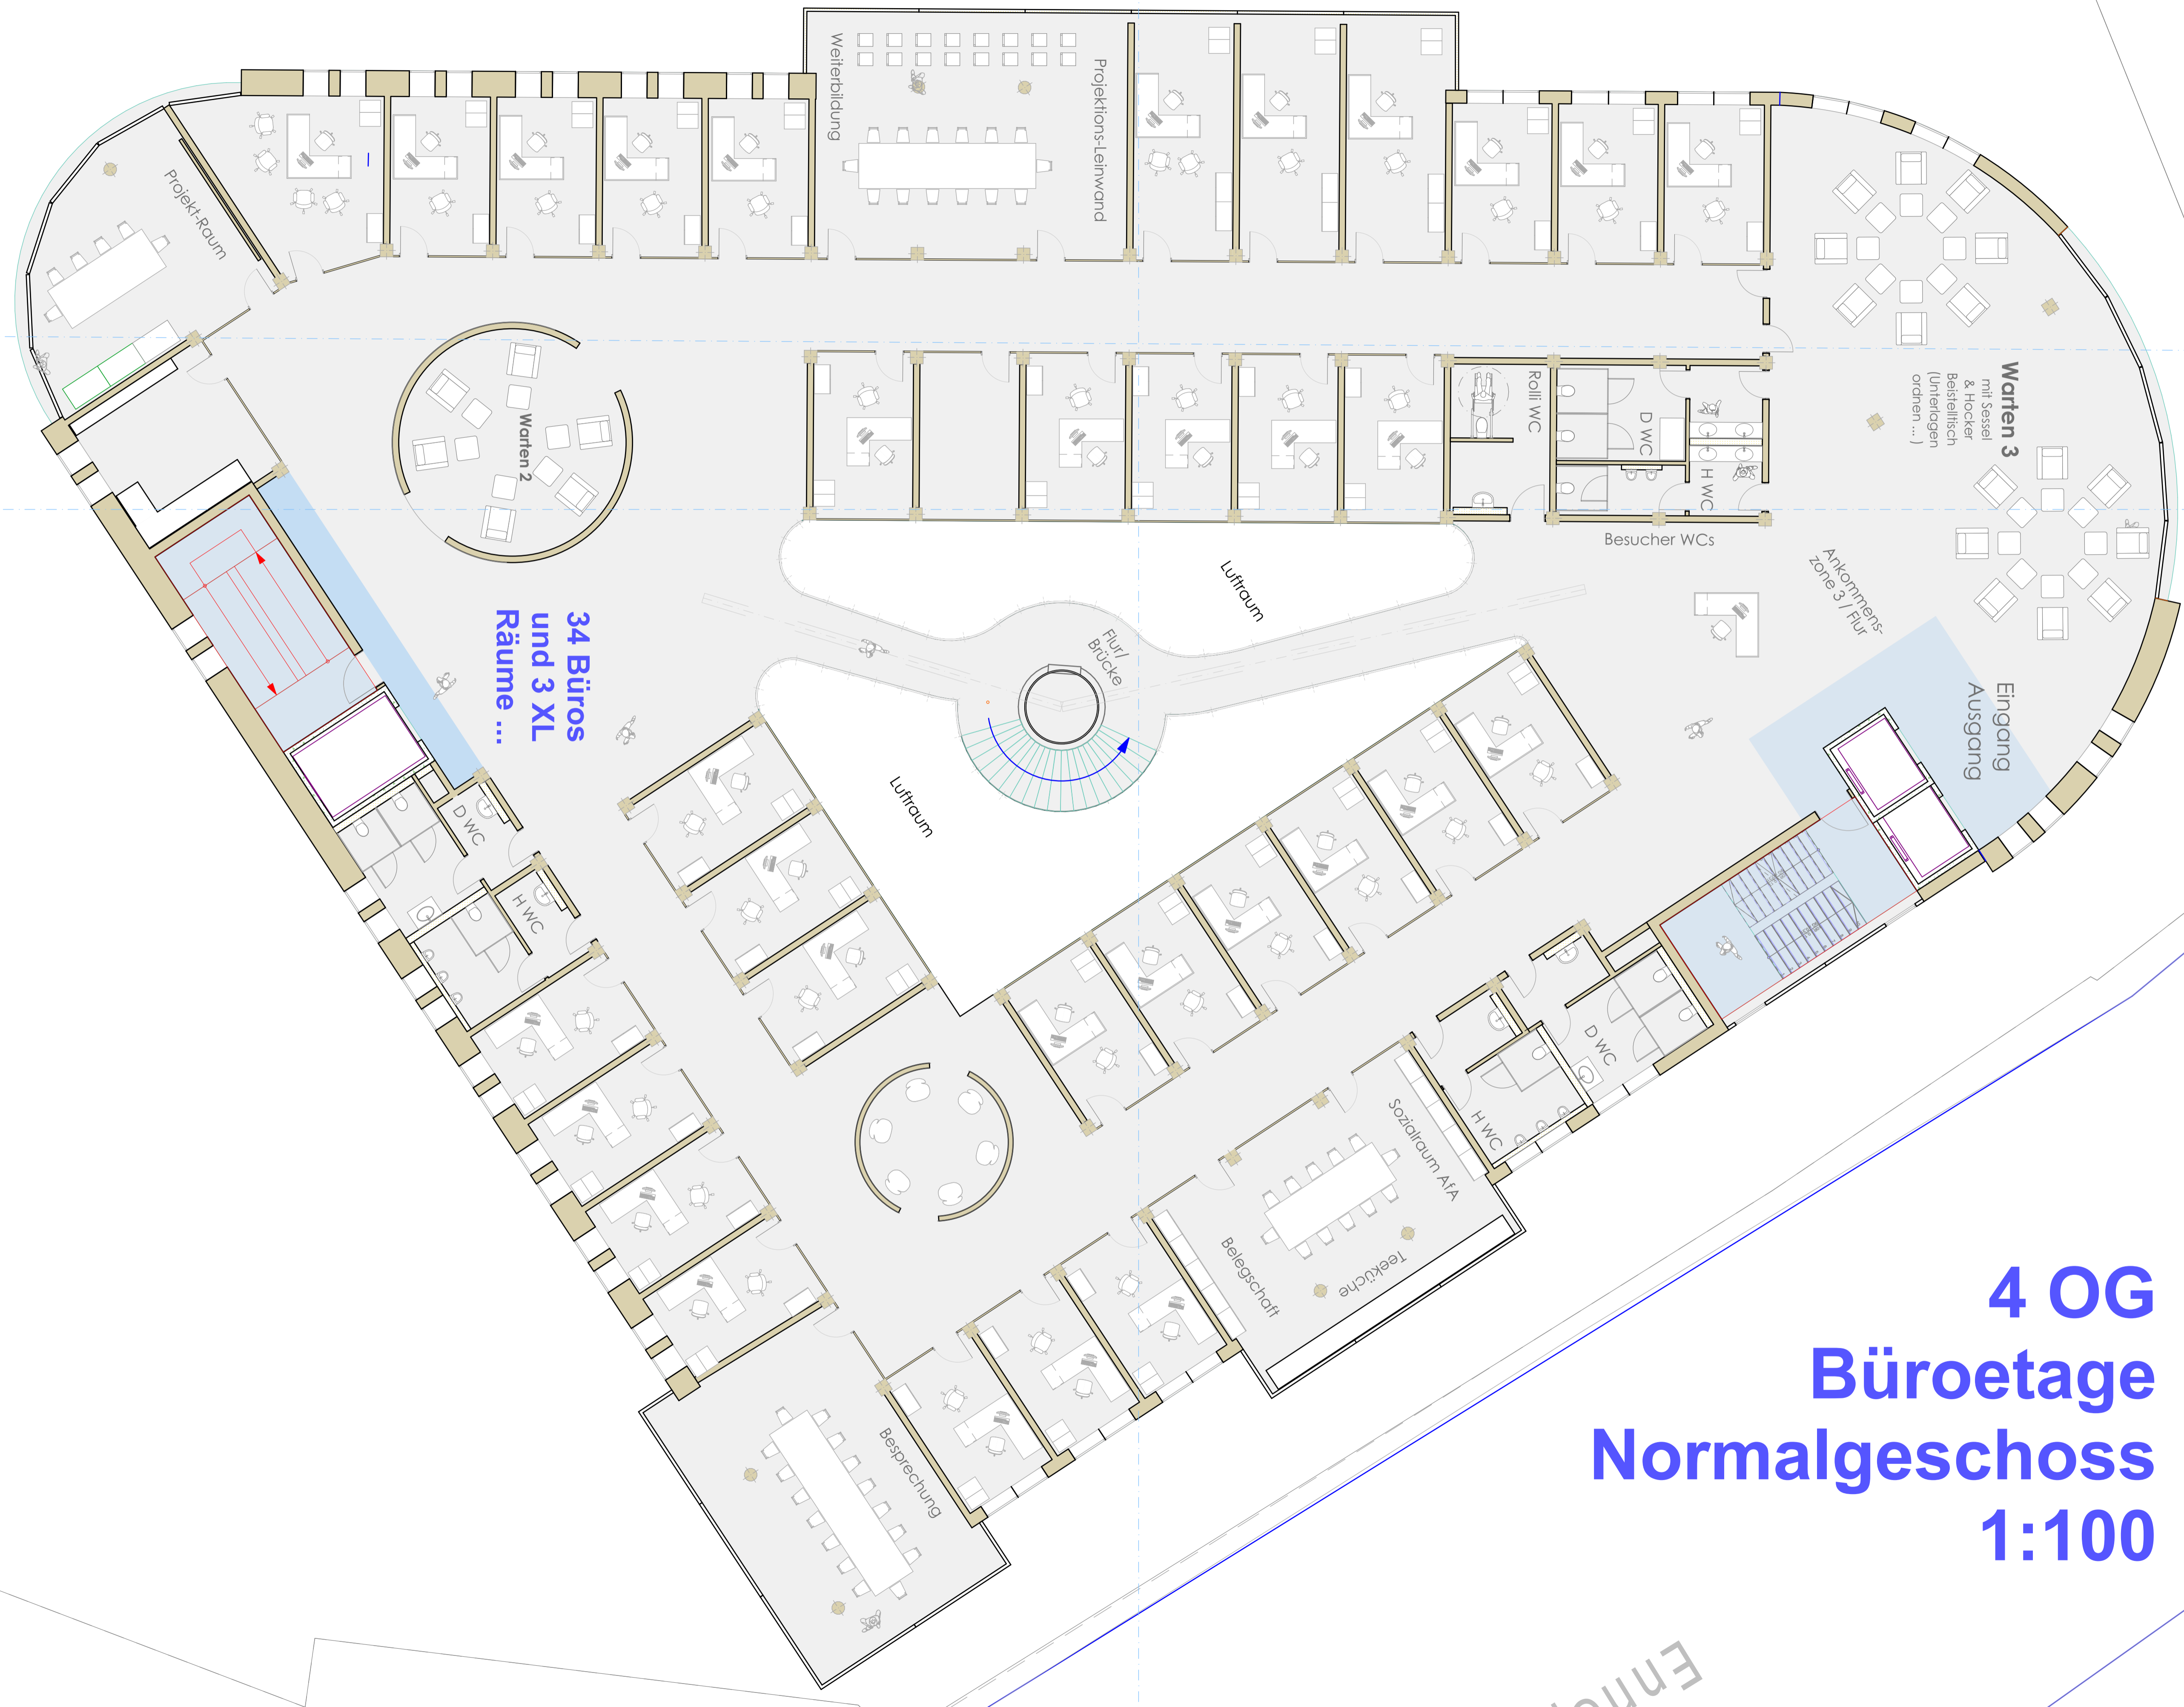 Weiterbildung
Projektions-Leinwand
Projekt-Raum
Warten 2
Rolli WC
D WC
H WC
Besucher WCs
Warten 3
mit Sessel
& Hocker
Beistelltisch
(Unterlagen
ordnen ... )
Ankommens-
zone 3 / Flur
Eingang
Ausgang
Luftraum
Flur/
Brücke
Luftraum
34 Büros
und 3 XL
Räume ...
D WC
H WC
D WC
H WC
Sozialraum AfA
Belegschaft
Teeküche
Besprechung
4 OG
Büroetage
Normalgeschoss
1:100